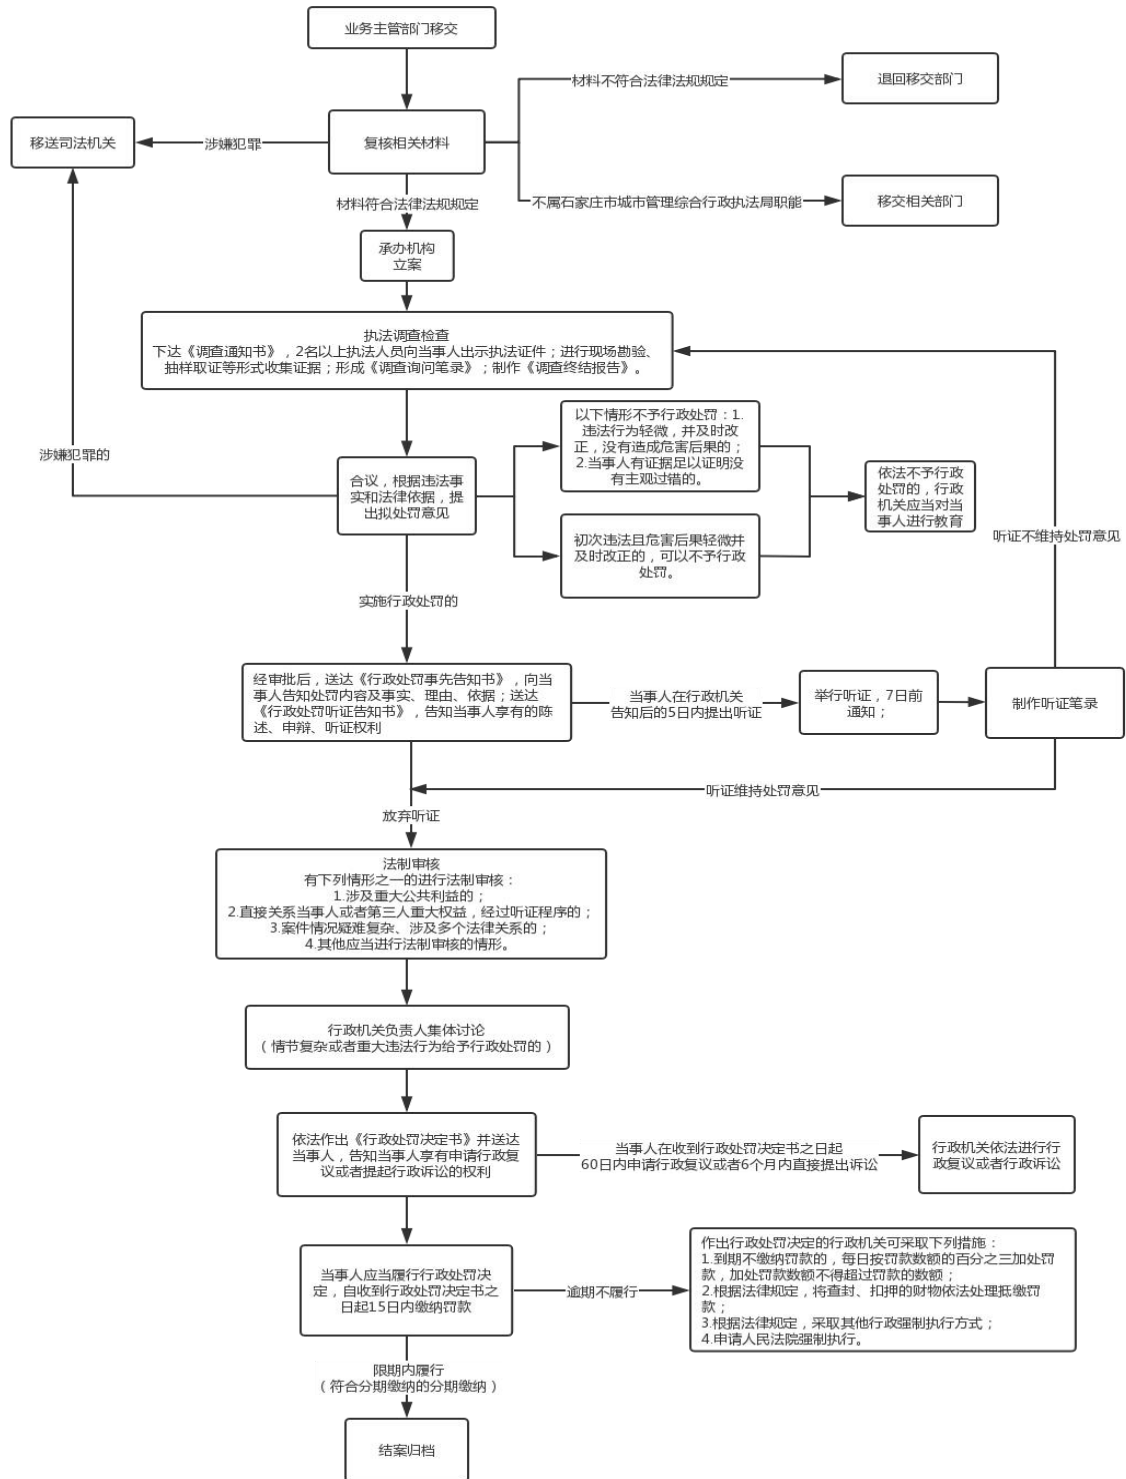 业务主管部门移交
材料不符合法律法规规定
退回移交部门
移送司法机关
涉嫌犯罪
复核相关材料
材料符合法律法规规定
不属石家庄市城市管理综合行政执法局职能
移交相关部门
承办机构
立案
执法调查检查
下达《调查通知书》，2名以上执法人员向当事人出示执法证件；进行现场勘验、
抽样取证等形式收集证据；形成《调查询问笔录》；制作《调查终结报告》。
涉嫌犯罪的
合议，根据违法事
实和法律依据，提
出拟处罚意见
以下情形不予行政处罚：1.
违法行为轻微，并及时改
正，没有造成危害后果的；
2.当事人有证据足以证明没
有主观过错的。
初次违法且危害后果轻微并
及时改正的，可以不予行政
处罚。
依法不予行政
处罚的，行政
机关应当对当
事人进行教育
听证不维持处罚意见
实施行政处罚的
经审批后，送达《行政处罚事先告知书》，向当
事人告知处罚内容及事实、理由、依据；送达
《行政处罚听证告知书》，告知当事人享有的陈
述、申辩、听证权利
当事人在行政机关
告知后的5日内提出听证
举行听证，7日前
通知；
制作听证笔录
听证维持处罚意见
放弃听证
法制审核
有下列情形之一的进行法制审核：
1.涉及重大公共利益的；
2.直接关系当事人或者第三人重大权益，经过听证程序的；
3.案件情况疑难复杂、涉及多个法律关系的；
4.其他应当进行法制审核的情形。
行政机关负责人集体讨论
（情节复杂或者重大违法行为给予行政处罚的）
依法作出《行政处罚决定书》并送达
当事人，告知当事人享有申请行政复
议或者提起行政诉讼的权利
当事人在收到行政处罚决定书之日起
60日内申请行政复议或者6个月内直接提出诉讼
行政机关依法进行行
政复议或者行政诉讼
当事人应当履行行政处罚决
定，自收到行政处罚决定书之
日起15日内缴纳罚款
逾期不履行
作出行政处罚决定的行政机关可采取下列措施：
1.到期不缴纳罚款的，每日按罚款数额的百分之三加处罚
款，加处罚款数额不得超过罚款的数额；
2.根据法律规定，将查封、扣押的财物依法处理抵缴罚
款；
3.根据法律规定，采取其他行政强制执行方式；
4.申请人民法院强制执行。
限期内履行
（符合分期缴纳的分期缴纳）
结案归档